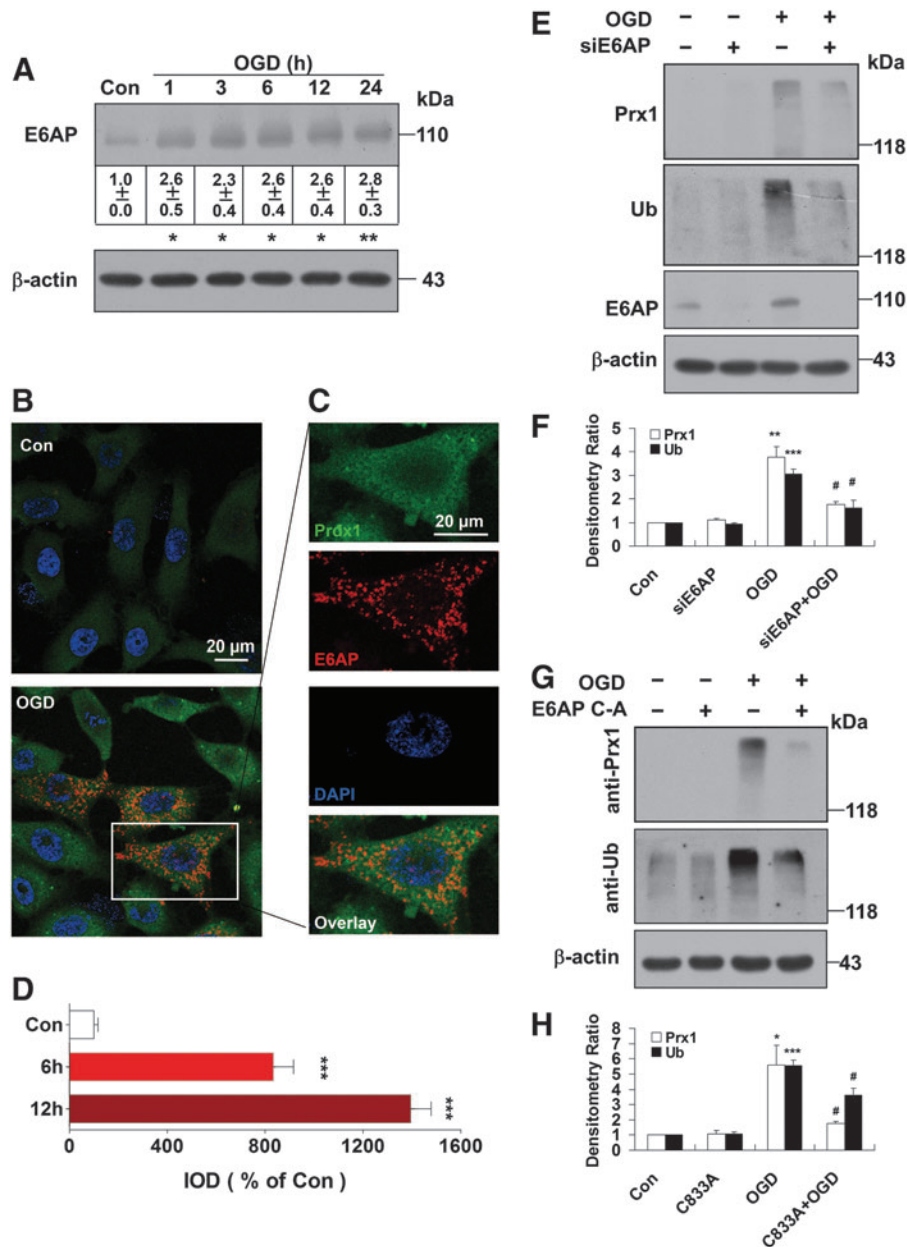 A
OGD (h)
Con 1 3 6 12 24 kDa
E6AP 110
1.0 ± 0.0 2.6 ± 0.5 2.3 ± 0.4 2.6 ± 0.4 2.6 ± 0.4 2.8 ± 0.3
* * * * **
β-actin 43
B
Con
20 μm
OGD
C
Prdx1
20 μm
E6AP
DAPI
Overlay
D
Con
6h ***
12h ***
0 400 800 1200 1600
IOD ( % of Con )
E
OGD – – + +
siE6AP – + – +
kDa
Prx1
118
Ub
118
E6AP 110
β-actin 43
F
Densitometry Ratio
5
4
3
2
1
0
Prx1
Ub
** *** # #
Con siE6AP OGD siE6AP+OGD
G
OGD – – + +
E6AP C-A – + – +
kDa
anti-Prx1
118
anti-Ub
118
β-actin 43
H
Densitometry Ratio
8
7
6
5
4
3
2
1
0
Prx1
Ub
* *** # #
Con C833A OGD C833A+OGD